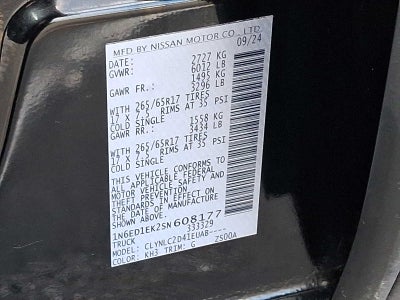 MFD BY NISSAN MOTOR CO., LTD.
DATE: 09/24
GVWR: 2727 KG
6012 LB
GAWR FR.: 1495 KG
3296 LB
WITH 265/65R17 TIRES
17 X 7.5 RIMS AT 35 PSI
COLD SINGLE
GAWR RR.: 1558 KG
3434 LB
WITH 265/65R17 TIRES
17 X 7.5 RIMS AT 35 PSI
COLD SINGLE
THIS VEHICLE CONFORMS TO
ALL APPLICABLE FEDERAL
MOTOR VEHICLE SAFETY AND
THEFT PREVENTION
STANDARDS IN EFFECT ON
THE DATE OF MANUFACTURE
SHOWN ABOVE.
1N6ED1EK2SN608177
TRUCK 333329
MODEL: CLYNLC2D41EUAB----
COLOR: KH3 TRIM: G Z500A